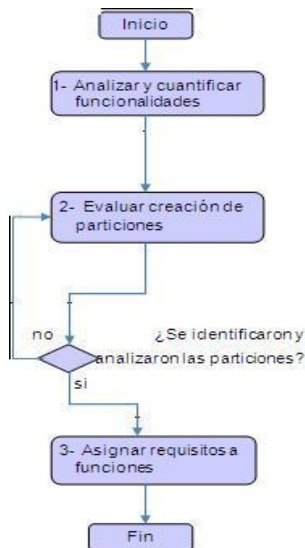 Inicio
1- Analizar y cuantificar
funcionalidades
2- Evaluar creación de
particiones
no
¿Se identificaron y
analizaron las particiones?
si
3- Asignar requisitos a
funciones
Fin